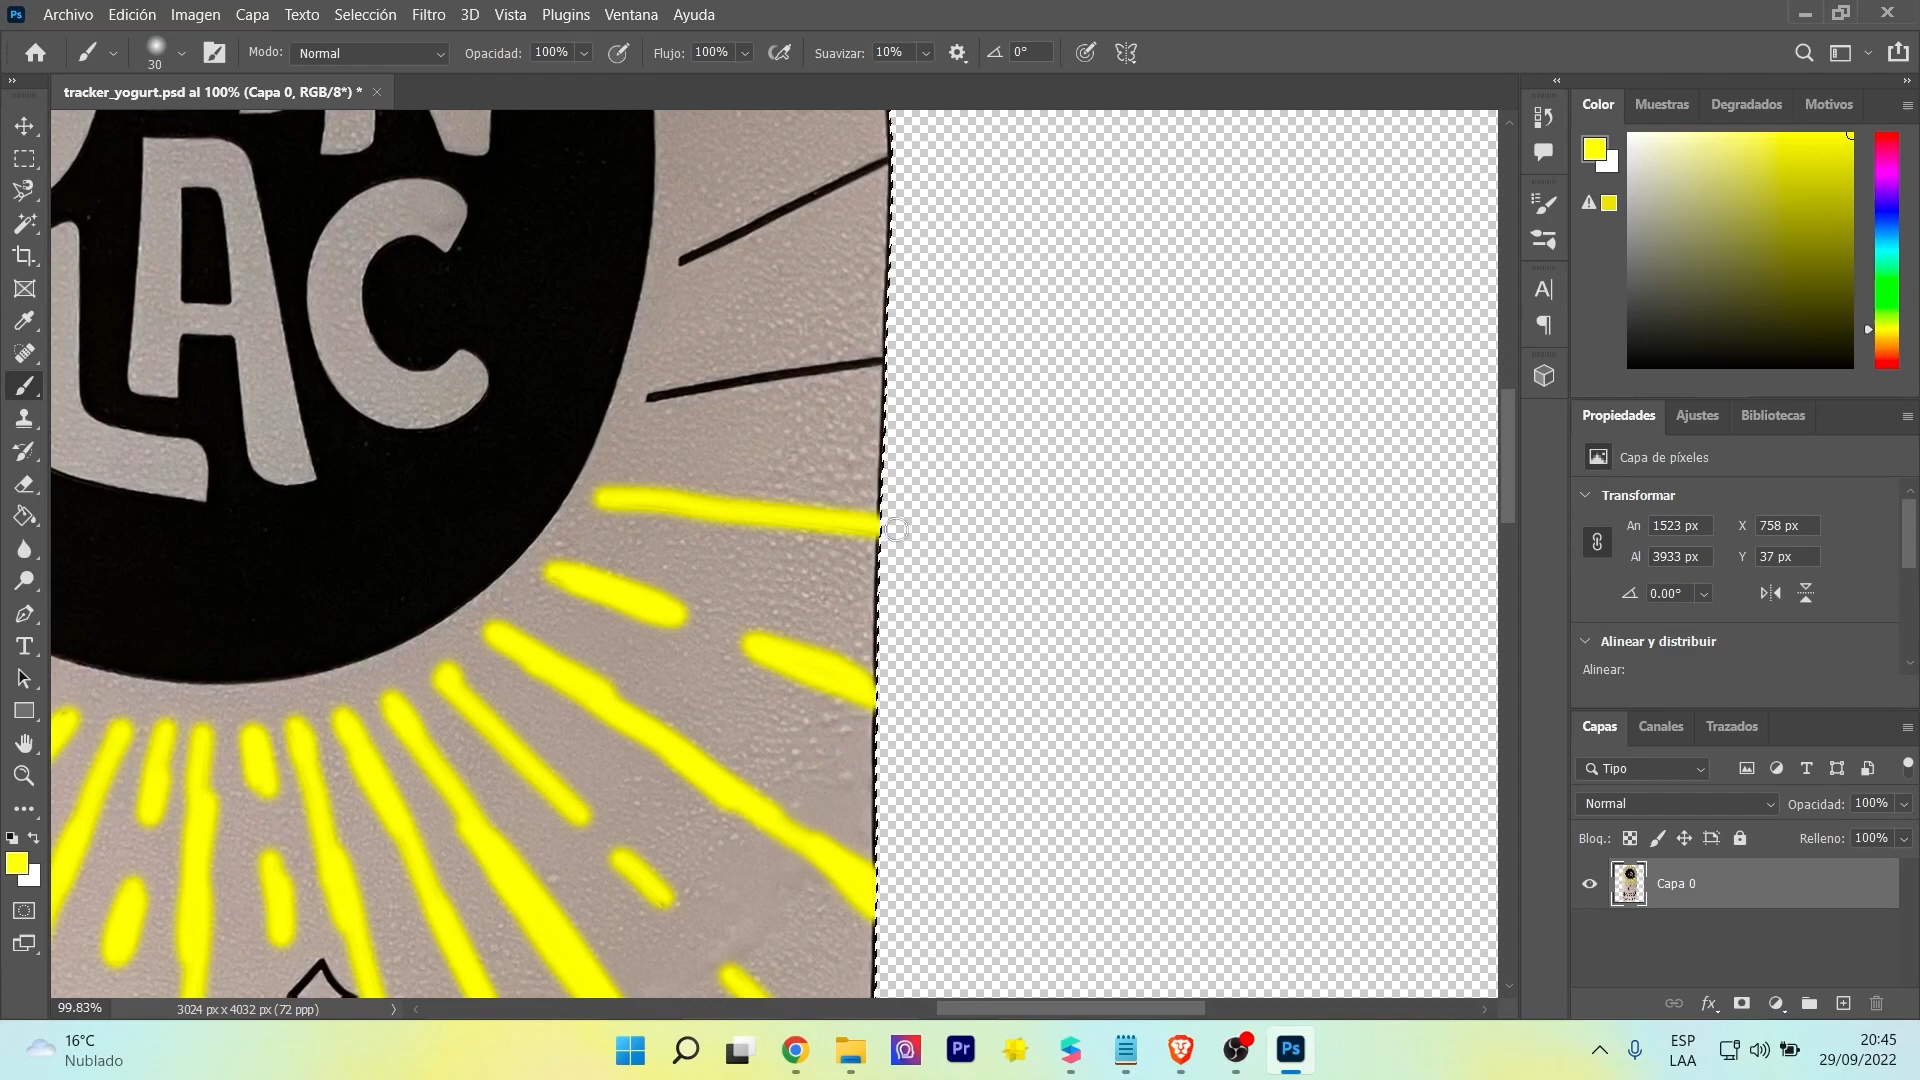 Ps Archivo Edición Imagen Capa Texto Selección Filtro 3D Vista Plugins Ventana Ayuda
30 Modo: Normal Opacidad: 100% Flujo: 100% Suavizar: 10% 0°
tracker_yogurt.psd al 100% (Capa 0, RGB/8*) *
Color Muestras Degradados Motivos
LAC
Propiedades Ajustes Bibliotecas
Capa de píxeles
Transformar
An 1523 px X 758 px
Al 3933 px Y 37 px
0.00°
Alinear y distribuir
Alinear:
Capas Canales Trazados
Tipo
Normal Opacidad: 100%
Bloq.: Relleno: 100%
Capa 0
99.83% 3024 px x 4032 px (72 ppp)
16°C
Nublado
Pr
Ps
ESP
LAA
20:45
29/09/2022